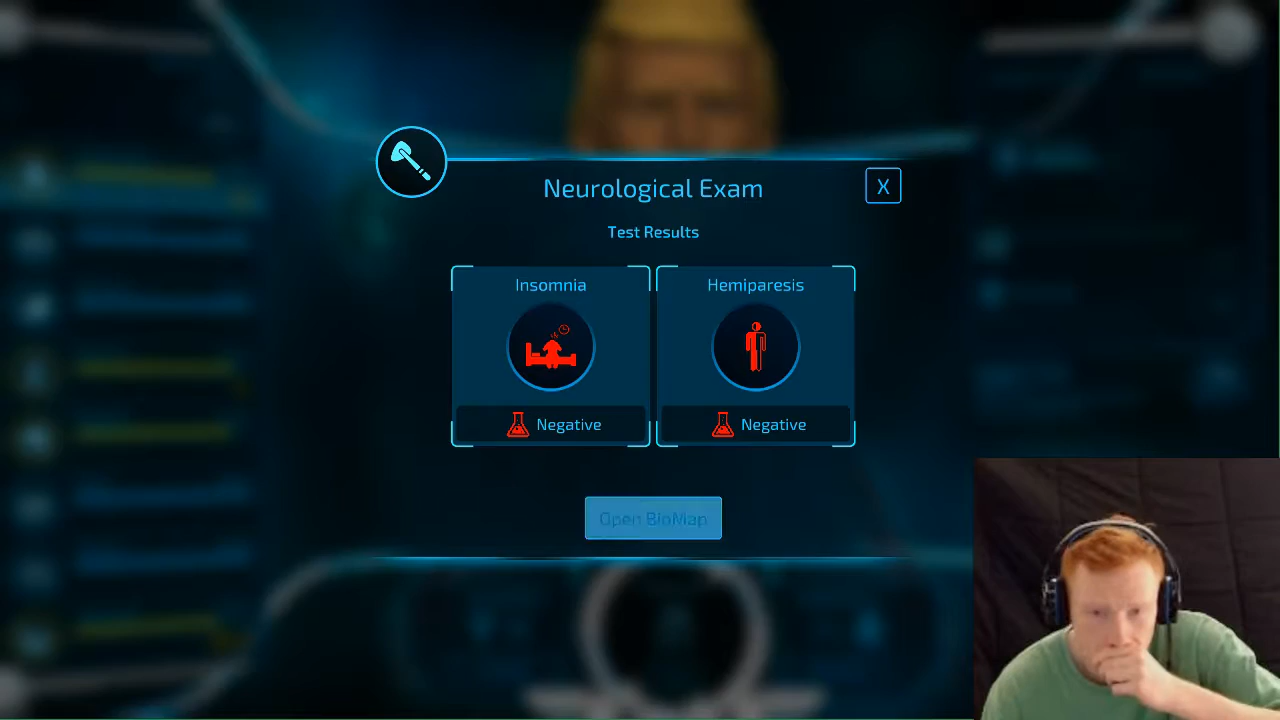 Neurological Exam
X
Test Results
Insomnia
Hemiparesis
Negative
Negative
Open BioMap